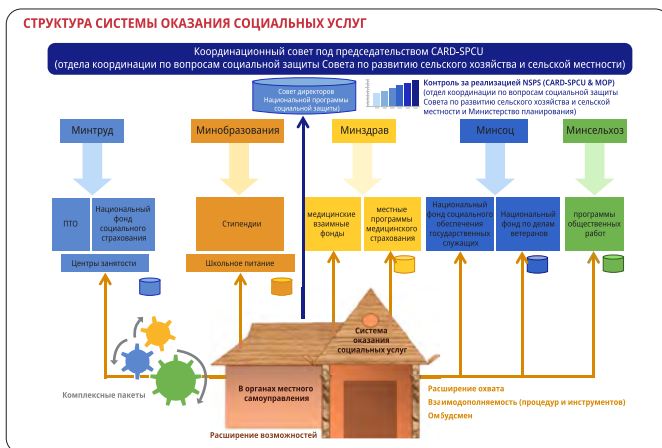 СТРУКТУРА СИСТЕМЫ ОКАЗАНИЯ СОЦИАЛЬНЫХ УСЛУГ
Координационный совет под председательством CARD-SPCU
(отдела координации по вопросам социальной защиты Совета по развитию сельского хозяйства и сельской местности)
Совет директоров
Национальной программы
социальной защиты)
Контроль за реализацией NSPS (CARD-SPCU & MOP)
(отдел координации по вопросам социальной защиты
Совета по развитию сельского хозяйства и сельской
местности и Министерство планирования)
Минтруд
Минобразования
Минздрав
Минсоц
Минсельхоз
ПТО
Национальный
фонд
социального
страхования
Стипендии
медицинские
взаимные
фонды
местные
программы
медицинского
страхования
Национальный
фонд социального
обеспечения
государственных
служащих
Национальный
фонд по делам
ветеранов
программы
общественных
работ
Центры занятости
Школьное питание
Система
оказания
социальных услуг
В органах местного
самоуправления
Комплексные пакеты
Расширение охвата
Взаимодополняемость (процедур и инструментов)
Омбудсмен
Расширение возможностей